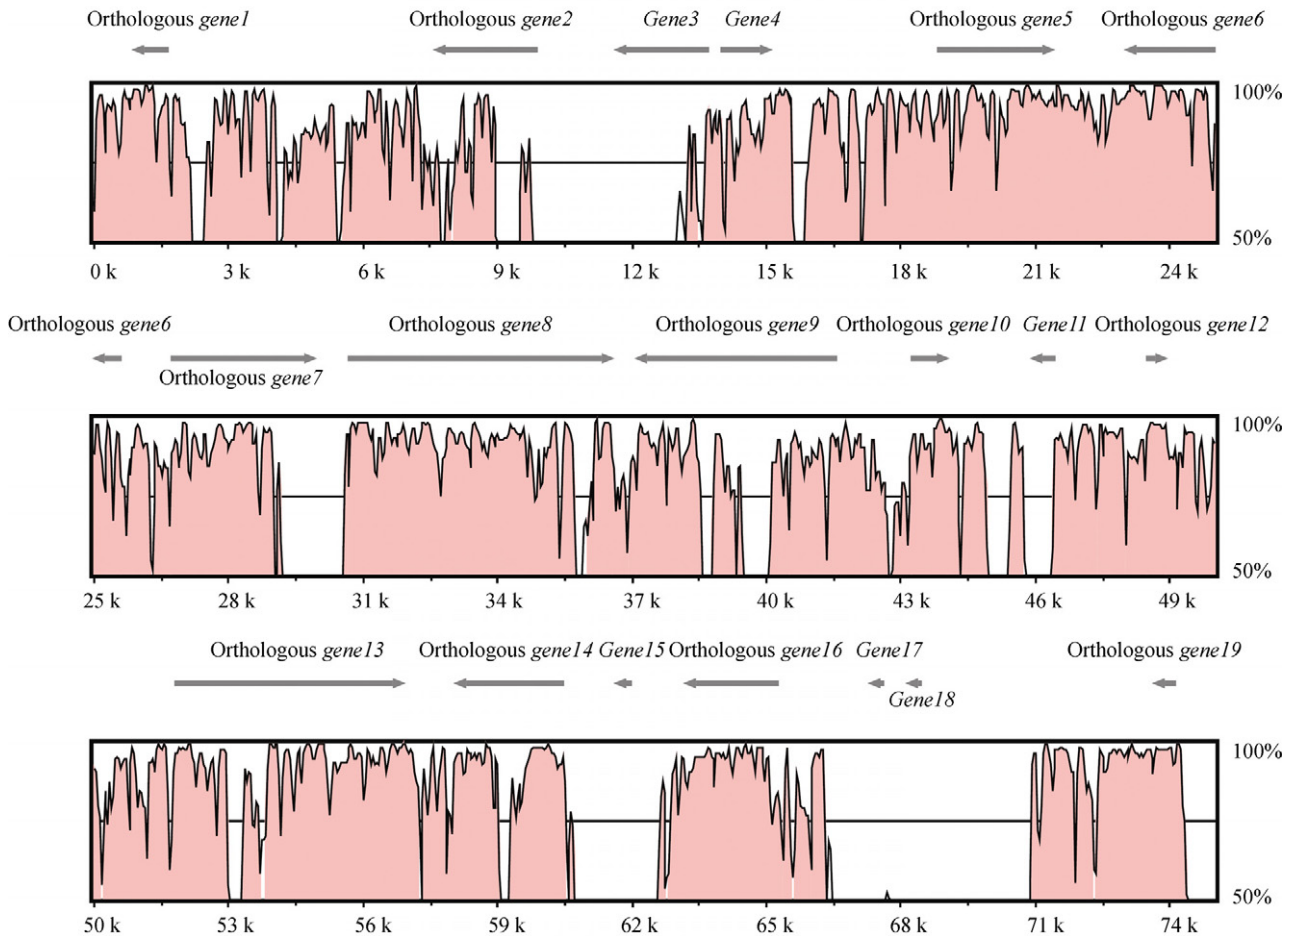 Orthologous gene1 Orthologous gene2 Gene3 Gene4 Orthologous gene5 Orthologous gene6
100%
50%
0 k 3 k 6 k 9 k 12 k 15 k 18 k 21 k 24 k
Orthologous gene6 Orthologous gene8 Orthologous gene9 Orthologous gene10 Gene11 Orthologous gene12
Orthologous gene7
100%
50%
25 k 28 k 31 k 34 k 37 k 40 k 43 k 46 k 49 k
Orthologous gene13 Orthologous gene14 Gene15 Orthologous gene16 Gene17 Orthologous gene19
Gene18
100%
50%
50 k 53 k 56 k 59 k 62 k 65 k 68 k 71 k 74 k